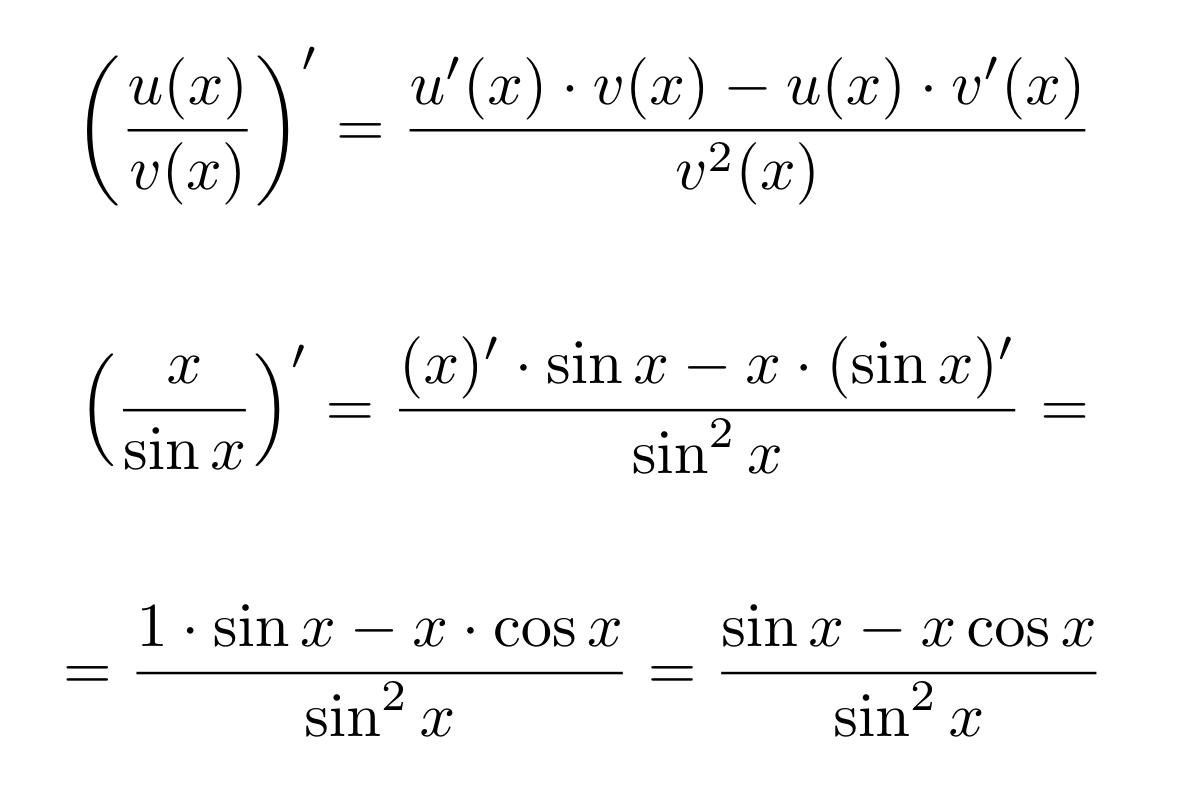 (u(x)/v(x))′ = (u′(x) · v(x) − u(x) · v′(x))/v²(x)
(x/sin x)′ = ((x)′ · sin x − x · (sin x)′)/sin² x =
= (1 · sin x − x · cos x)/sin² x = (sin x − x cos x)/sin² x